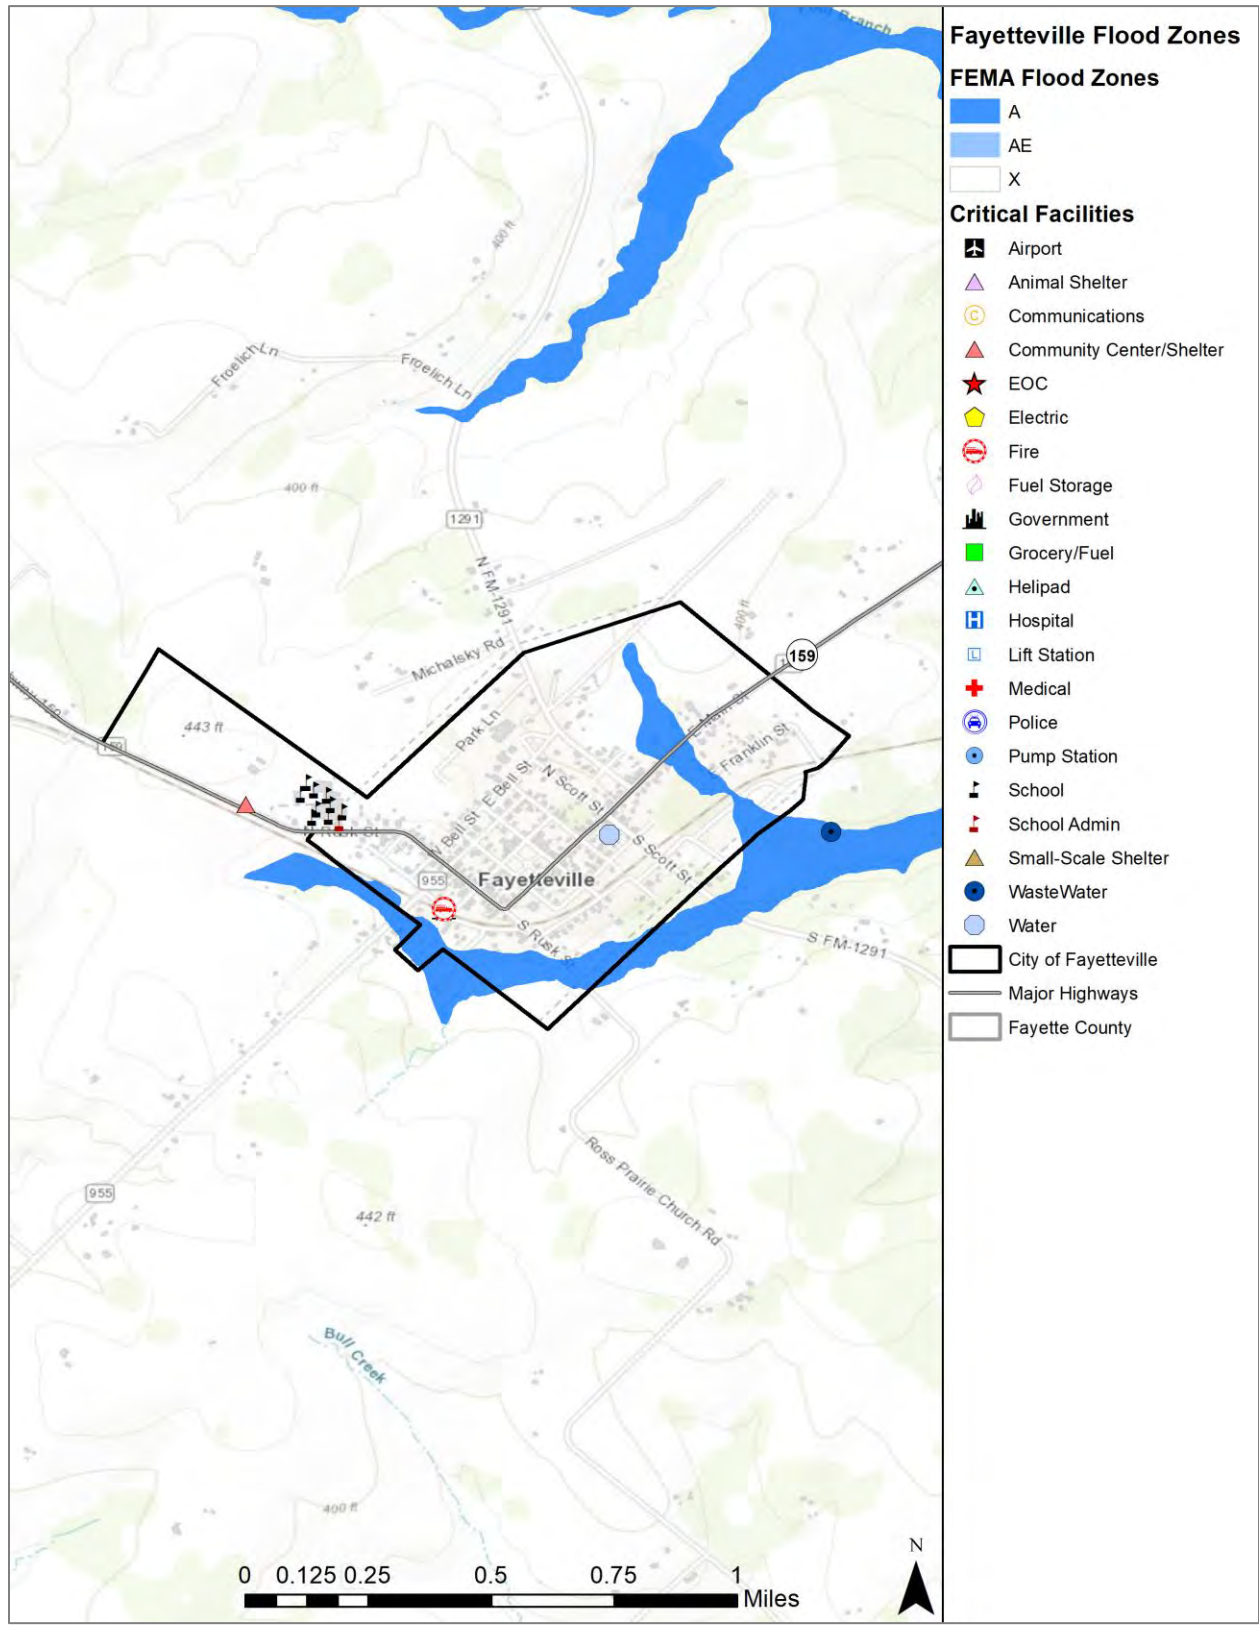 Branch
Fayetteville Flood Zones
FEMA Flood Zones
A
AE
X
Critical Facilities
Airport
Animal Shelter
Communications
Community Center/Shelter
EOC
Electric
Fire
Fuel Storage
Government
Grocery/Fuel
Helipad
Hospital
Lift Station
Medical
Police
Pump Station
School
School Admin
Small-Scale Shelter
WasteWater
Water
City of Fayetteville
Major Highways
Fayette County
C
H
L
400 ft
Froelich Ln
Froelich Ln
400 ft
1291
N FM-1291
400 ft
Michalsky Rd
159
443 ft
Park Ln
E Main St
E Franklin St
E Bell St
N Scott St
W Bell St
N Rusk St
S Scott St
955
Fayetteville
S Rusk St
S FM-1291
Ross Prairie Church Rd
955
442 ft
Bull Creek
400 ft
N
0 0.125 0.25 0.5 0.75 1
Miles